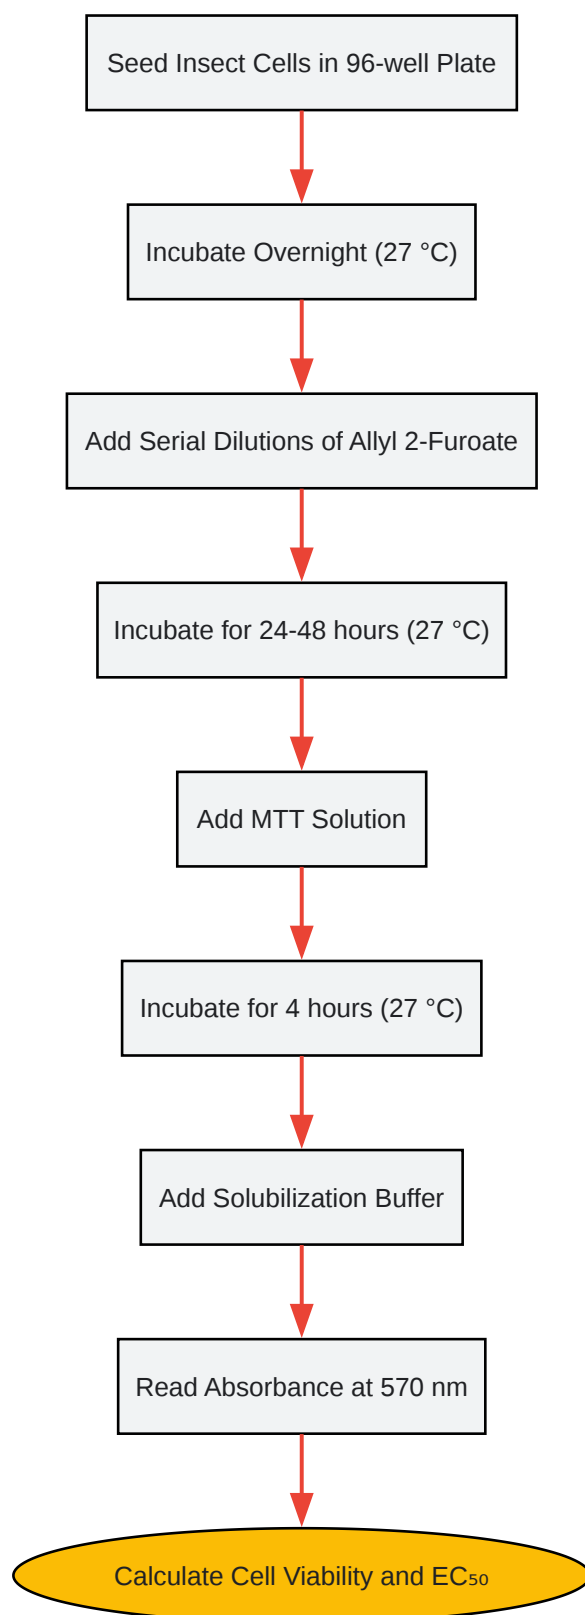 Seed Insect Cells in 96-well Plate
Incubate Overnight (27 °C)
Add Serial Dilutions of Allyl 2-Furoate
Incubate for 24-48 hours (27 °C)
Add MTT Solution
Incubate for 4 hours (27 °C)
Add Solubilization Buffer
Read Absorbance at 570 nm
Calculate Cell Viability and EC₅₀